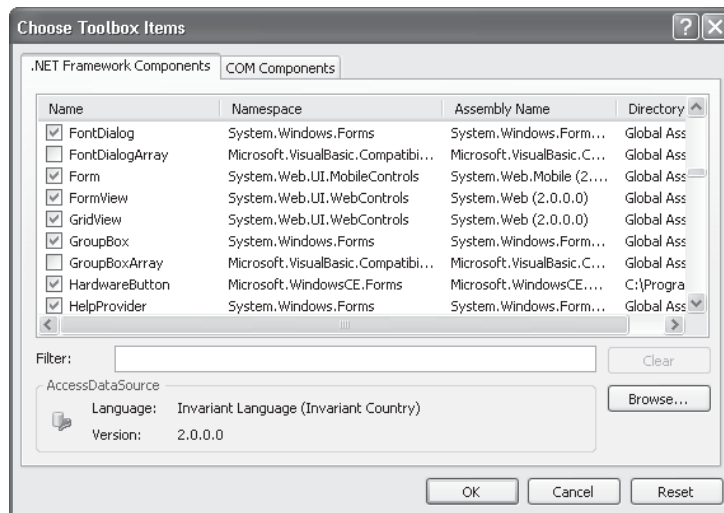 Choose Toolbox Items
.NET Framework Components COM Components
Name Namespace Assembly Name Directory
FontDialog System.Windows.Forms System.Windows.Form... Global Ass
FontDialogArray Microsoft.VisualBasic.Compatibi... Microsoft.VisualBasic.C... Global Ass
Form System.Web.UI.MobileControls System.Web.Mobile (2.... Global Ass
FormView System.Web.UI.WebControls System.Web (2.0.0.0) Global Ass
GridView System.Web.UI.WebControls System.Web (2.0.0.0) Global Ass
GroupBox System.Windows.Forms System.Windows.Form... Global Ass
GroupBoxArray Microsoft.VisualBasic.Compatibi... Microsoft.VisualBasic.C... Global Ass
HardwareButton Microsoft.WindowsCE.Forms Microsoft.WindowsCE.... C:\Progra
HelpProvider System.Windows.Forms System.Windows.Form... Global Ass
Filter: Clear
AccessDataSource
Language: Invariant Language (Invariant Country) Browse...
Version: 2.0.0.0
OK Cancel Reset